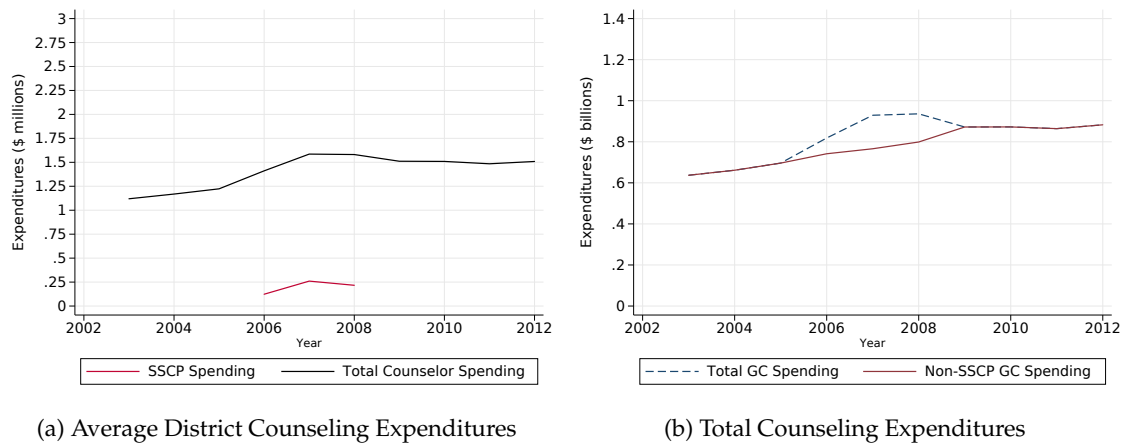 3
2.75
2.5
2.25
2
1.75
1.5
1.25
1
.75
.5
.25
0
Expenditures ($ millions)
2002 2004 2006 2008 2010 2012
Year
SSCP Spending Total Counselor Spending
(a) Average District Counseling Expenditures
1.4
1.2
1
.8
.6
.4
.2
0
Expenditures ($ billions)
2002 2004 2006 2008 2010 2012
Year
Total GC Spending Non-SSCP GC Spending
(b) Total Counseling Expenditures